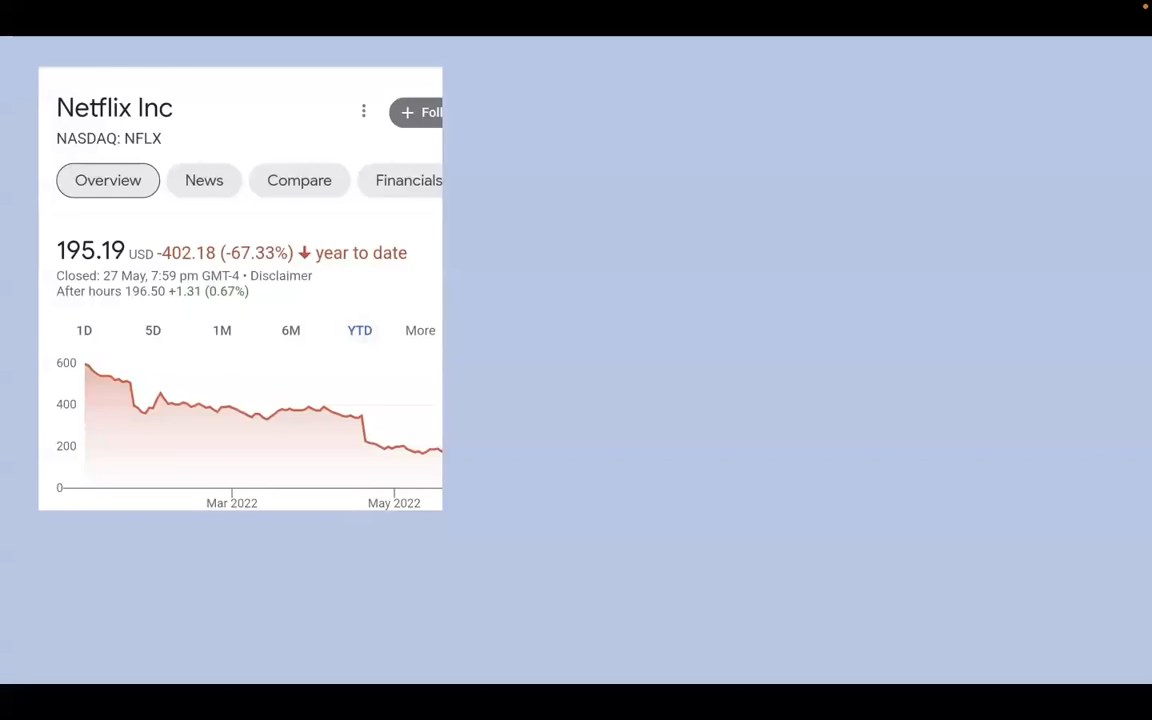 Netflix Inc
+ Foll
NASDAQ: NFLX
Overview News Compare Financials
195.19 USD -402.18 (-67.33%) ↓ year to date
Closed: 27 May, 7:59 pm GMT-4 • Disclaimer
After hours 196.50 +1.31 (0.67%)
1D 5D 1M 6M YTD More
600
400
200
0
Mar 2022 May 2022